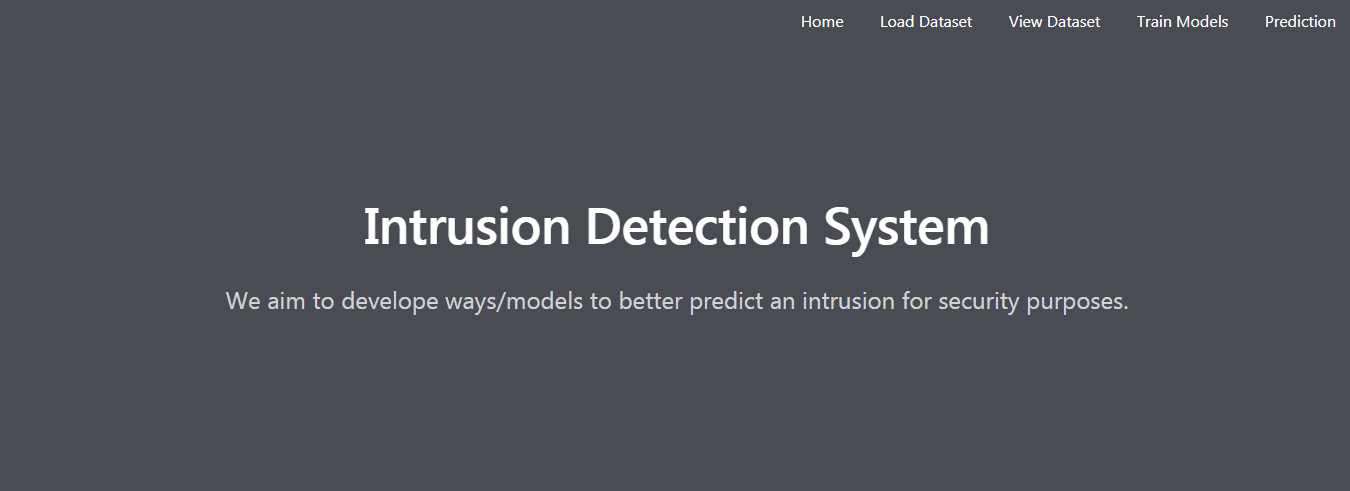 Home Load Dataset View Dataset Train Models Prediction
Intrusion Detection System
We aim to develope ways/models to better predict an intrusion for security purposes.